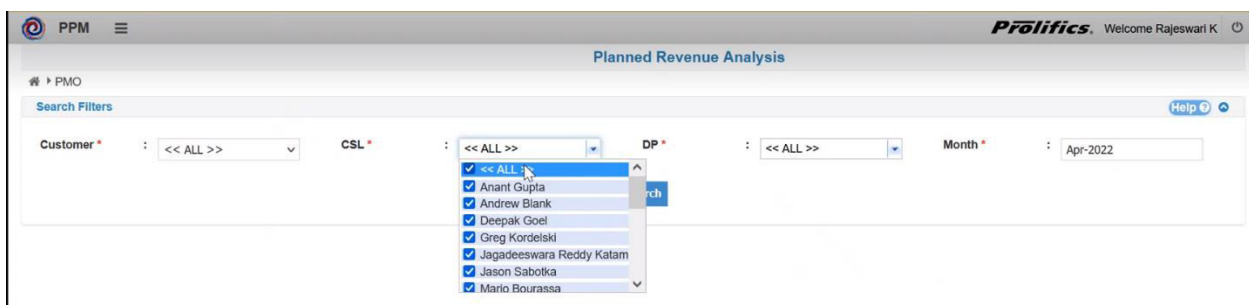 PPM
Prolifics. Welcome Rajeswari K
Planned Revenue Analysis
PMO
Search Filters
Help ?
Customer * : << ALL >> CSL * : << ALL >> DP * : << ALL >> Month * : Apr-2022
<< ALL >>
Anant Gupta
Andrew Blank
Deepak Goel
Greg Kordelski
Jagadeeswara Reddy Katam
Jason Sabotka
Mario Bourassa
rch